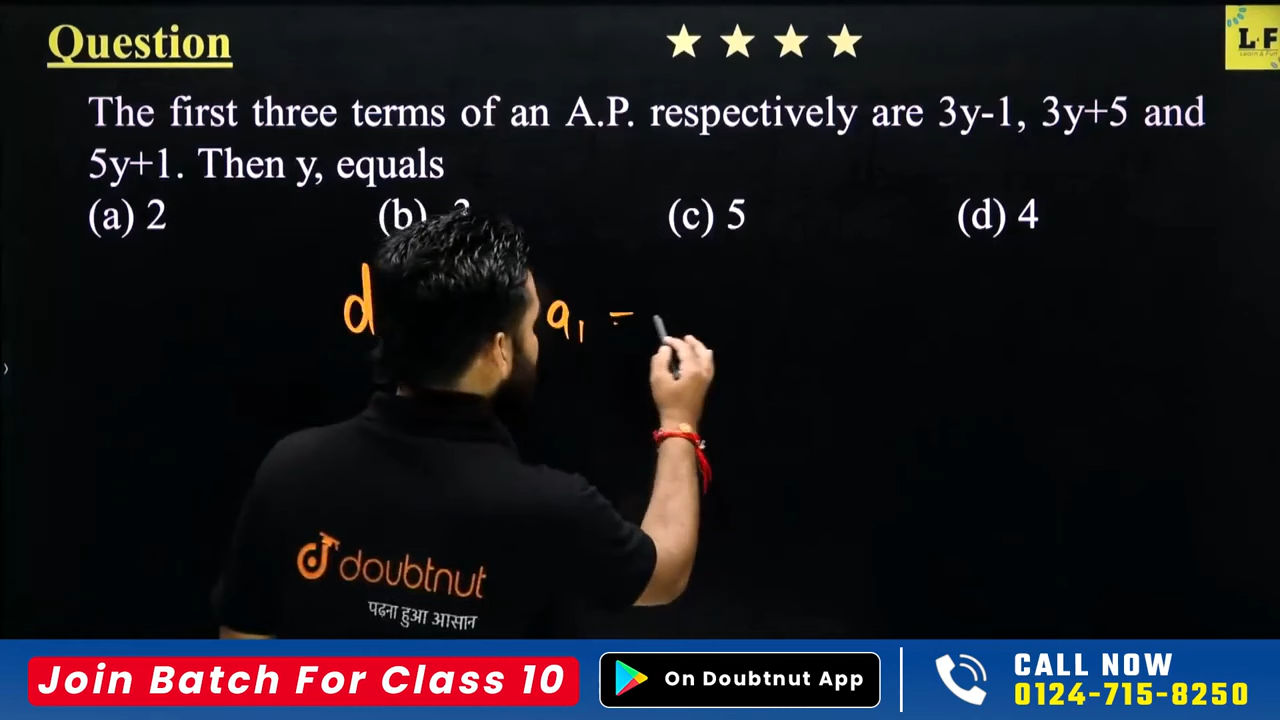 Question
L·F
The first three terms of an A.P. respectively are 3y-1, 3y+5 and
5y+1. Then y, equals
(a) 2 (b) 3 (c) 5 (d) 4
d a₁ =
doubtnut
पढ़ना हुआ आसान
Join Batch For Class 10
On Doubtnut App
CALL NOW
0124-715-8250